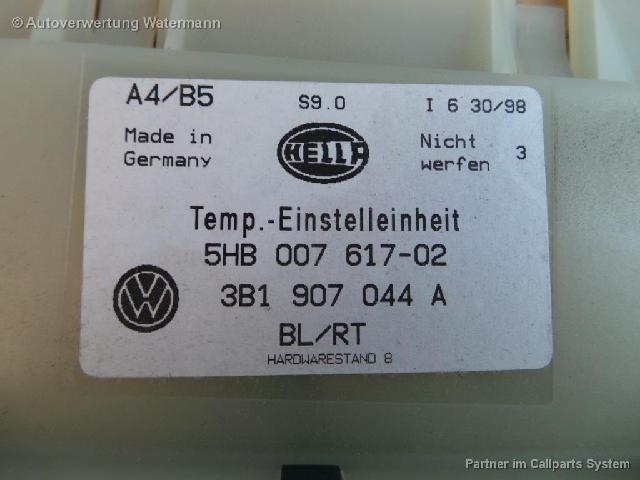 © Autoverwertung Watermann
A4/B5 S9.0 I 6 30/98
Made in Germany
HELLA
Nicht werfen 3
Temp.-Einstelleinheit
5HB 007 617-02
VW
3B1 907 044 A
BL/RT
HARDWARESTAND 8
Partner im Callparts System